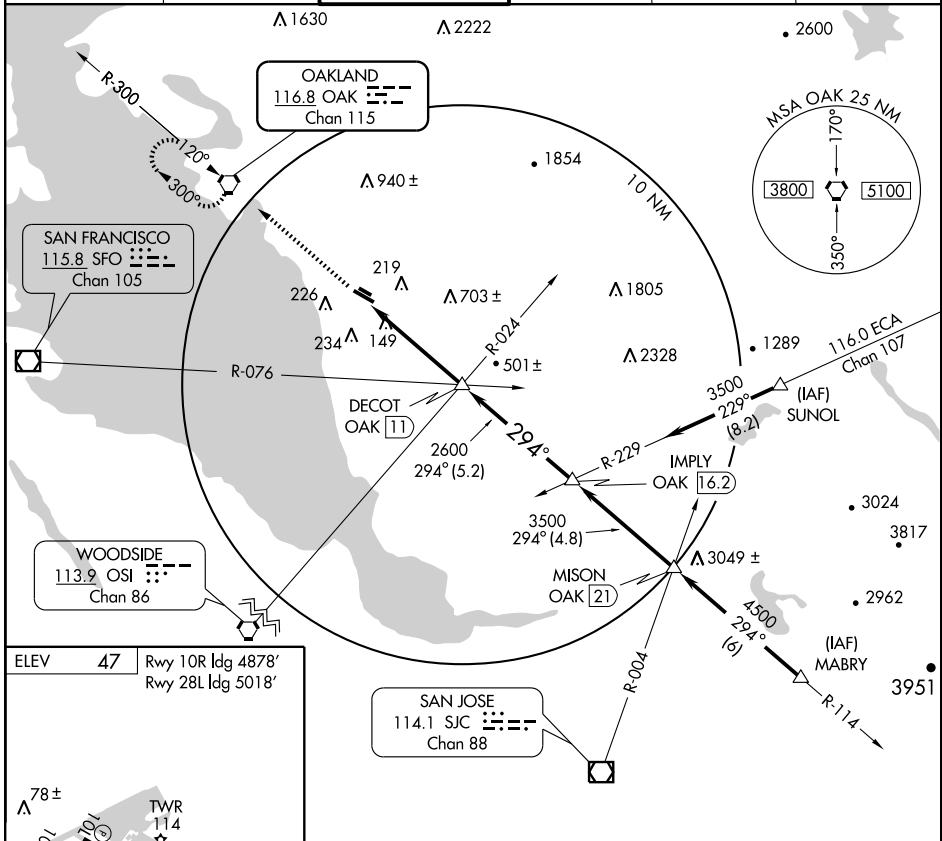 1630
2222
2600
R-300
OAKLAND
116.8 OAK
Chan 115
MSA OAK 25 NM
170°
3800
5100
350°
120°
300°
940 ±
1854
10 NM
SAN FRANCISCO
115.8 SFO
Chan 105
219
226
703 ±
1805
234
149
R-024
501 ±
2328
1289
116.0 ECA
Chan 107
R-076
DECOT
OAK 11
3500
229°
(8.2)
(IAF)
SUNOL
2600
294° (5.2)
294°
R-229
IMPLY
OAK 16.2
3500
294° (4.8)
3024
3817
WOODSIDE
113.9 OSI
Chan 86
3049 ±
MISON
OAK 21
2962
4500
294°
(6)
(IAF)
MABRY
3951
ELEV 47
Rwy 10R ldg 4878'
Rwy 28L ldg 5018'
R-004
R-114
SAN JOSE
114.1 SJC
Chan 88
78 ±
TWR
114
10L
P